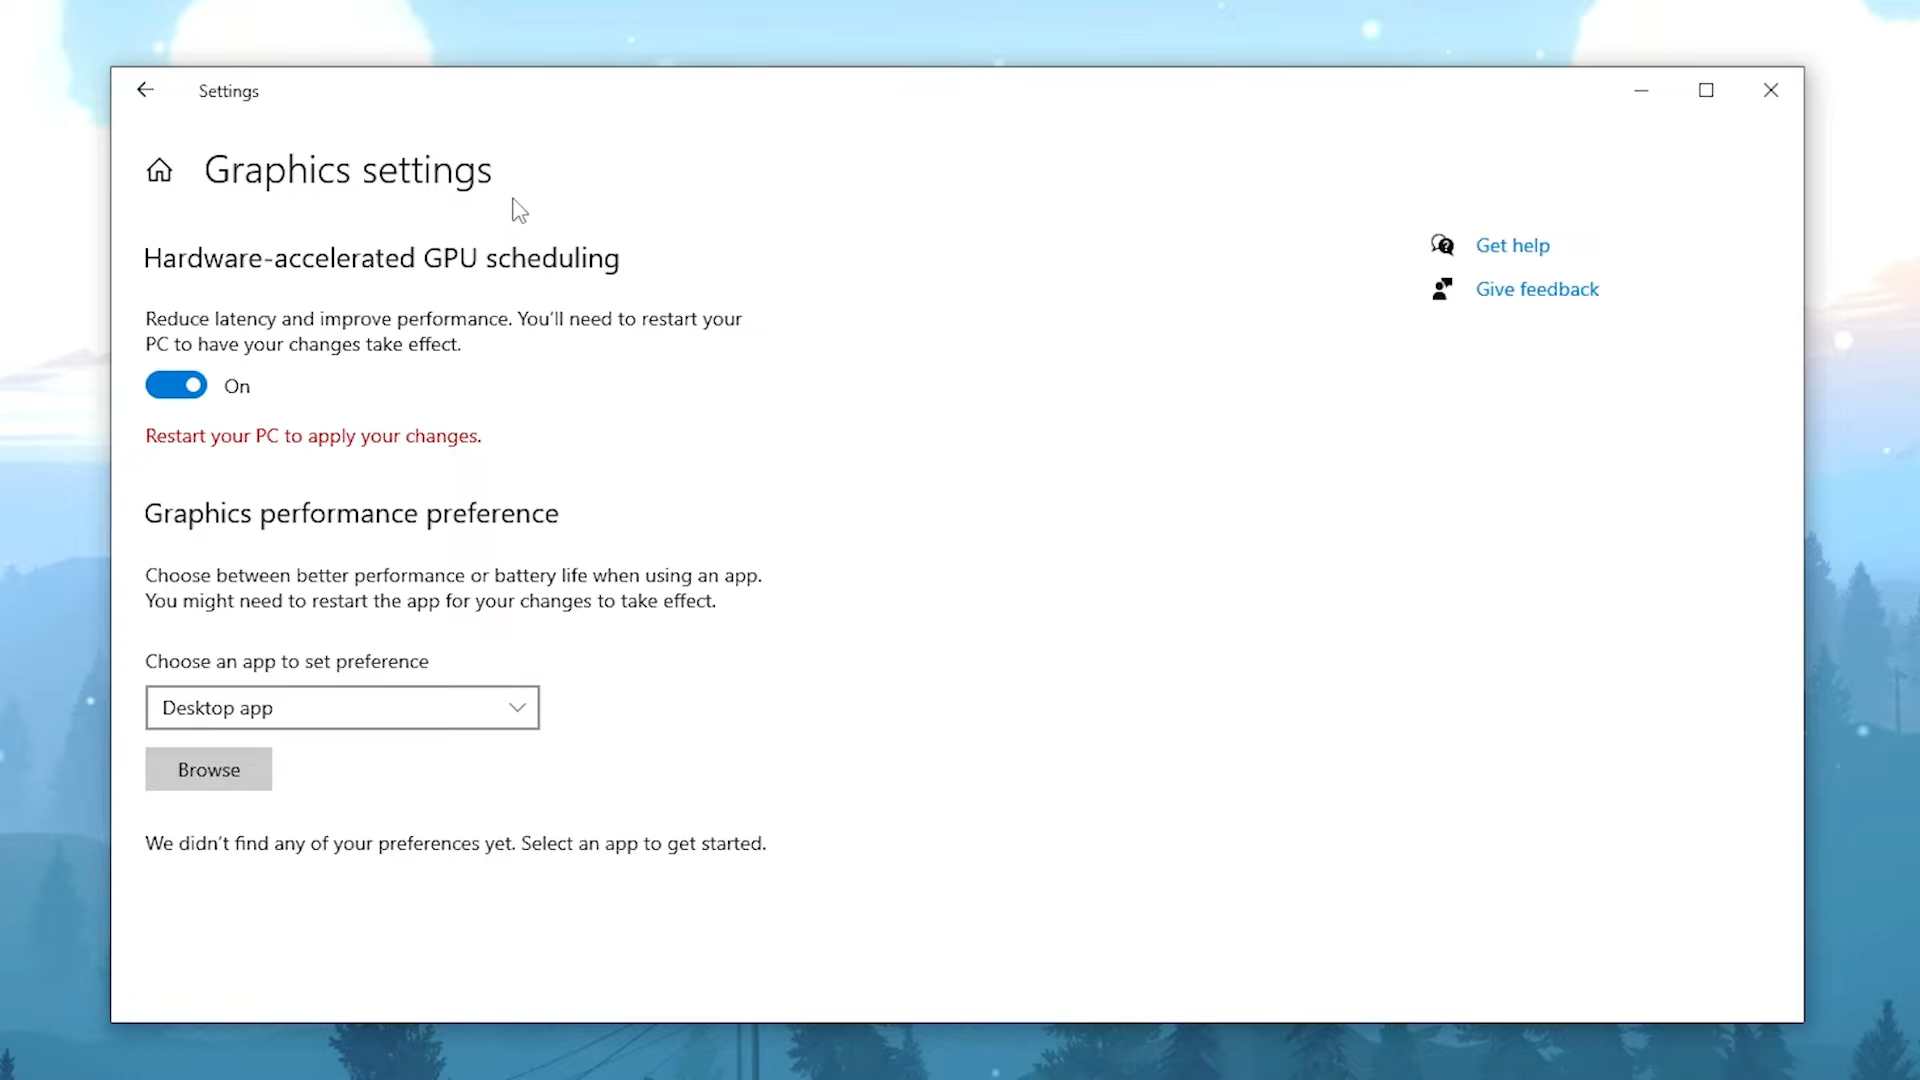 Settings
Graphics settings
Hardware-accelerated GPU scheduling
Reduce latency and improve performance. You'll need to restart your
PC to have your changes take effect.
On
Restart your PC to apply your changes.
Graphics performance preference
Choose between better performance or battery life when using an app.
You might need to restart the app for your changes to take effect.
Choose an app to set preference
Desktop app
Browse
We didn't find any of your preferences yet. Select an app to get started.
Get help
Give feedback